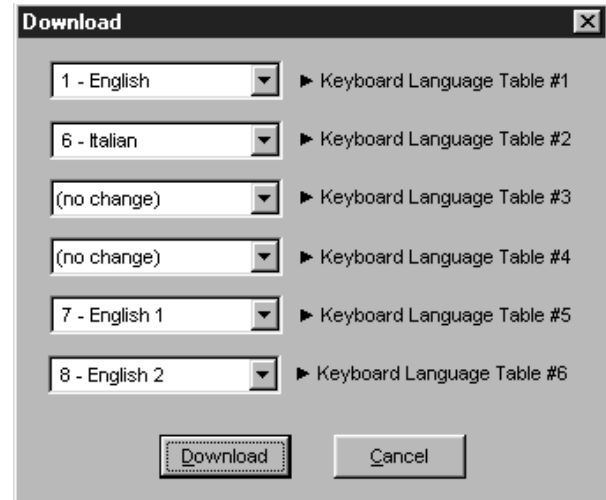 Download
1 - English ► Keyboard Language Table #1
6 - Italian ► Keyboard Language Table #2
(no change) ► Keyboard Language Table #3
(no change) ► Keyboard Language Table #4
7 - English 1 ► Keyboard Language Table #5
8 - English 2 ► Keyboard Language Table #6
Download Cancel